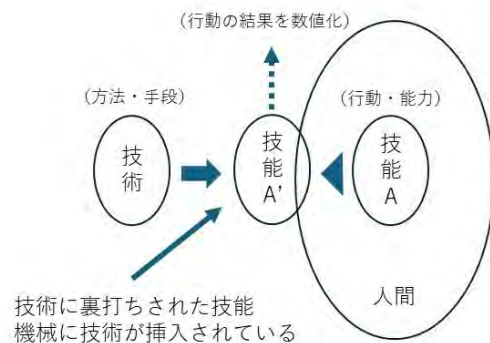 （行動の結果を数値化）
（方法・手段）
（行動・能力）
技術
技能A'
技能A
人間
技術に裏打ちされた技能
機械に技術が挿入されている